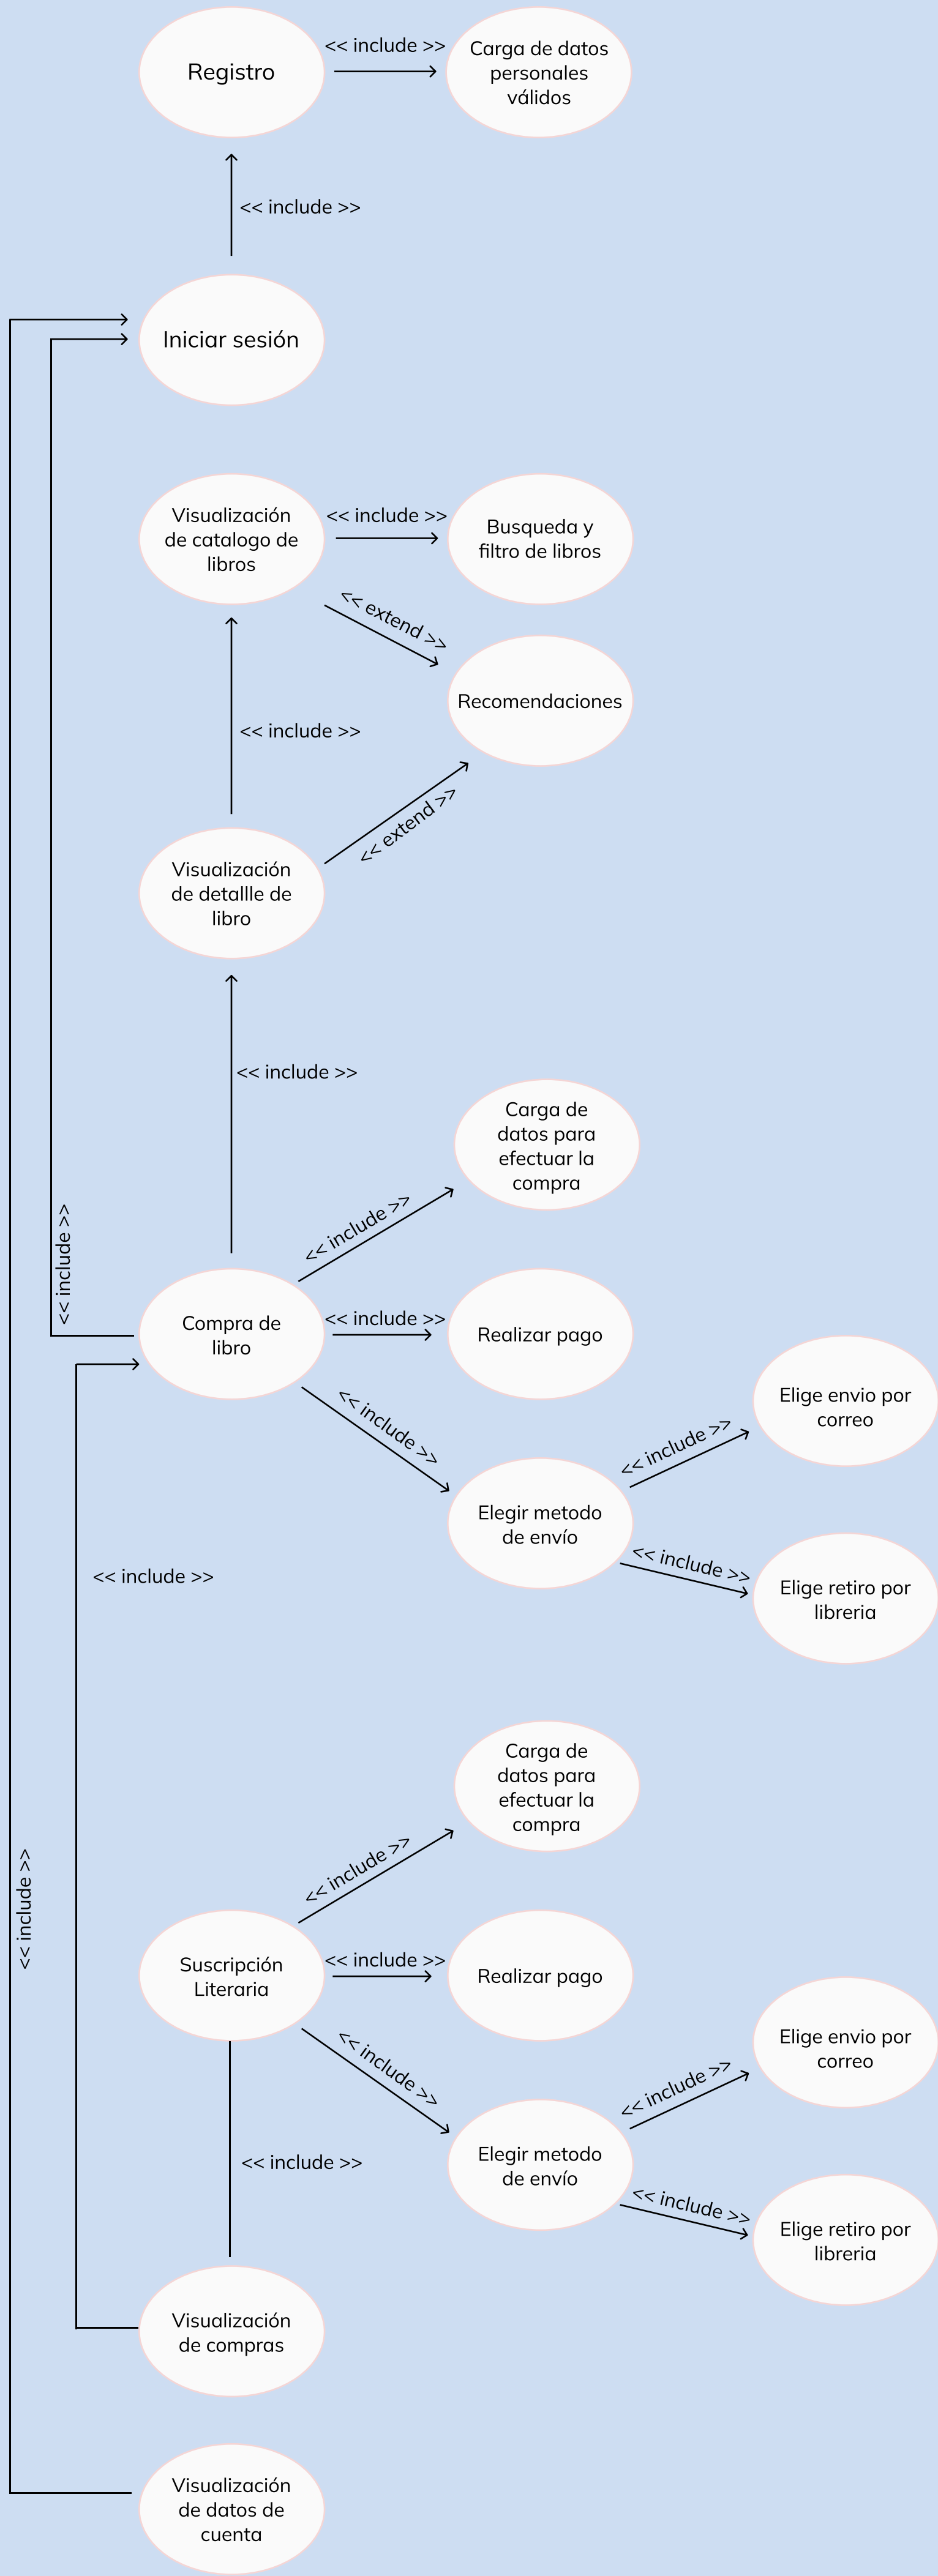 Registro
<< include >>
Carga de datos
personales
válidos
<< include >>
Iniciar sesión
Visualización
de catalogo de
libros
<< include >>
Busqueda y
filtro de libros
<< extend >>
Recomendaciones
<< include >>
<< extend >>
Visualización
de detallle de
libro
<< include >>
Carga de
datos para
efectuar la
compra
<< include >>
<< include >>
Compra de
libro
<< include >>
Realizar pago
<< include >>
Elige envio por
correo
<< include >>
Elegir metodo
de envío
<< include >>
Elige retiro por
libreria
<< include >>
Carga de
datos para
efectuar la
compra
<< include >>
<< include >>
Suscripción
Literaria
<< include >>
Realizar pago
<< include >>
Elige envio por
correo
<< include >>
Elegir metodo
de envío
<< include >>
<< include >>
Elige retiro por
libreria
Visualización
de compras
Visualización
de datos de
cuenta